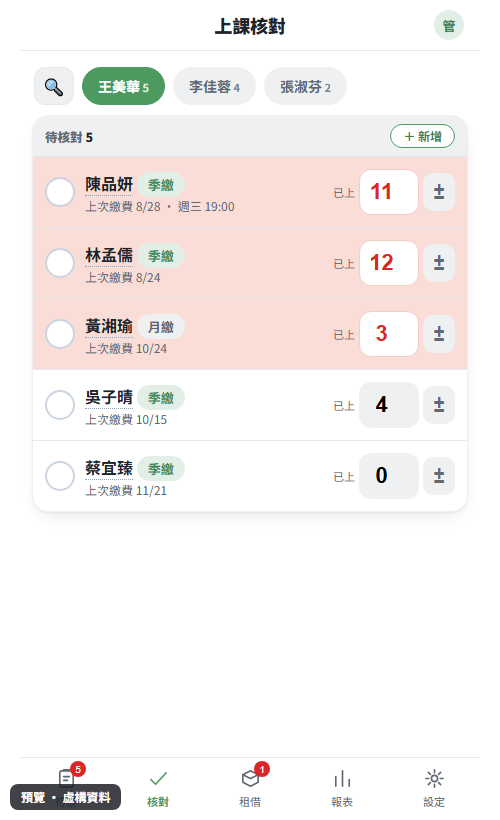 上課核對
管
王美華 5
李佳蓉 4
張淑芬 2
待核對 5
＋ 新增
陳品妍 季繳
上次繳費 8/28 · 週三 19:00
已上 11 ±
林孟儒 季繳
上次繳費 8/24
已上 12 ±
黃湘瑜 月繳
上次繳費 10/24
已上 3 ±
吳子晴 季繳
上次繳費 10/15
已上 4 ±
蔡宜臻 季繳
上次繳費 11/21
已上 0 ±
5
1
預覽 · 虛構資料
核對
租借
報表
設定